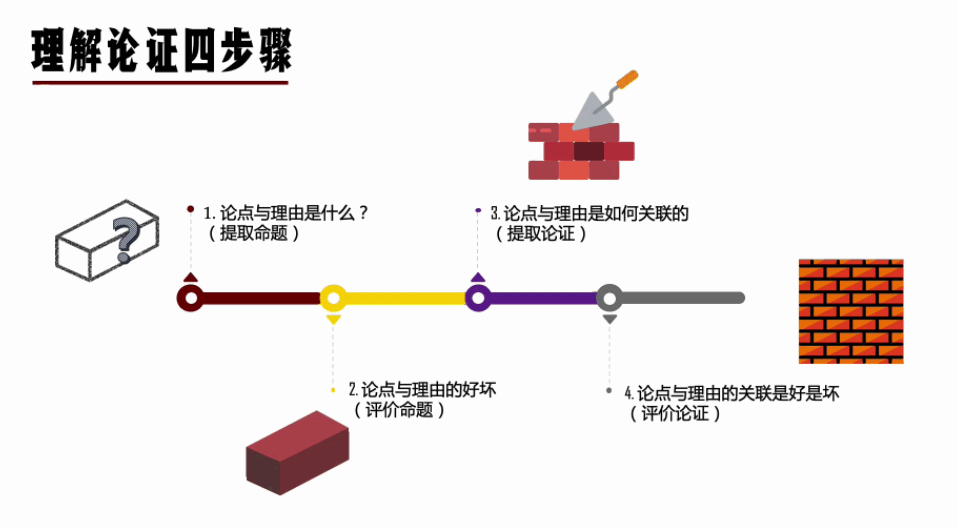 理解论证四步骤
1. 论点与理由是什么？
（提取命题）
3. 论点与理由是如何关联的
（提取论证）
2. 论点与理由的好坏
（评价命题）
4. 论点与理由的关联是好是坏
（评价论证）
?